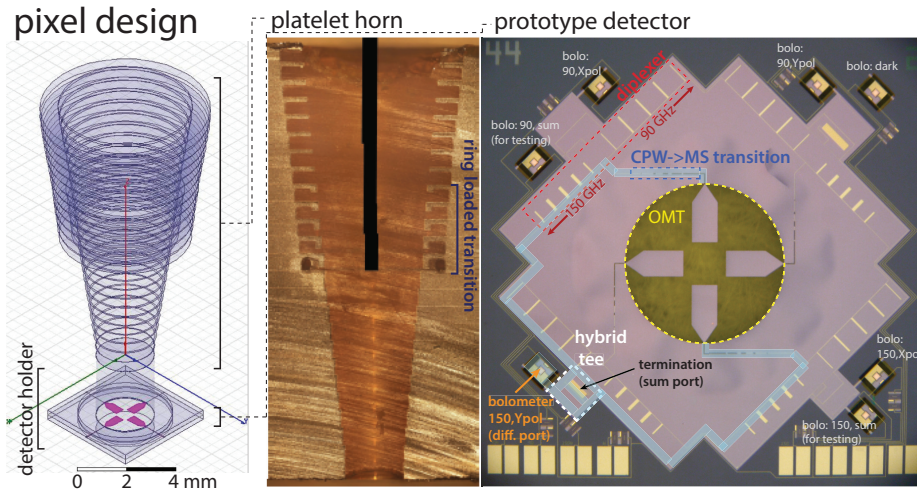 pixel design
platelet horn
prototype detector
detector holder
0 2 4 mm
ring loaded transition
44
bolo:
90,Xpol
bolo:
90,Ypol
bolo: dark
bolo: 90, sum
(for testing)
diplexer
90 GHz
150 GHz
CPW->MS transition
OMT
hybrid
tee
termination
(sum port)
bolometer
150,Ypol
(diff. port)
bolo:
150,Xpol
bolo: 150, sum
(for testing)